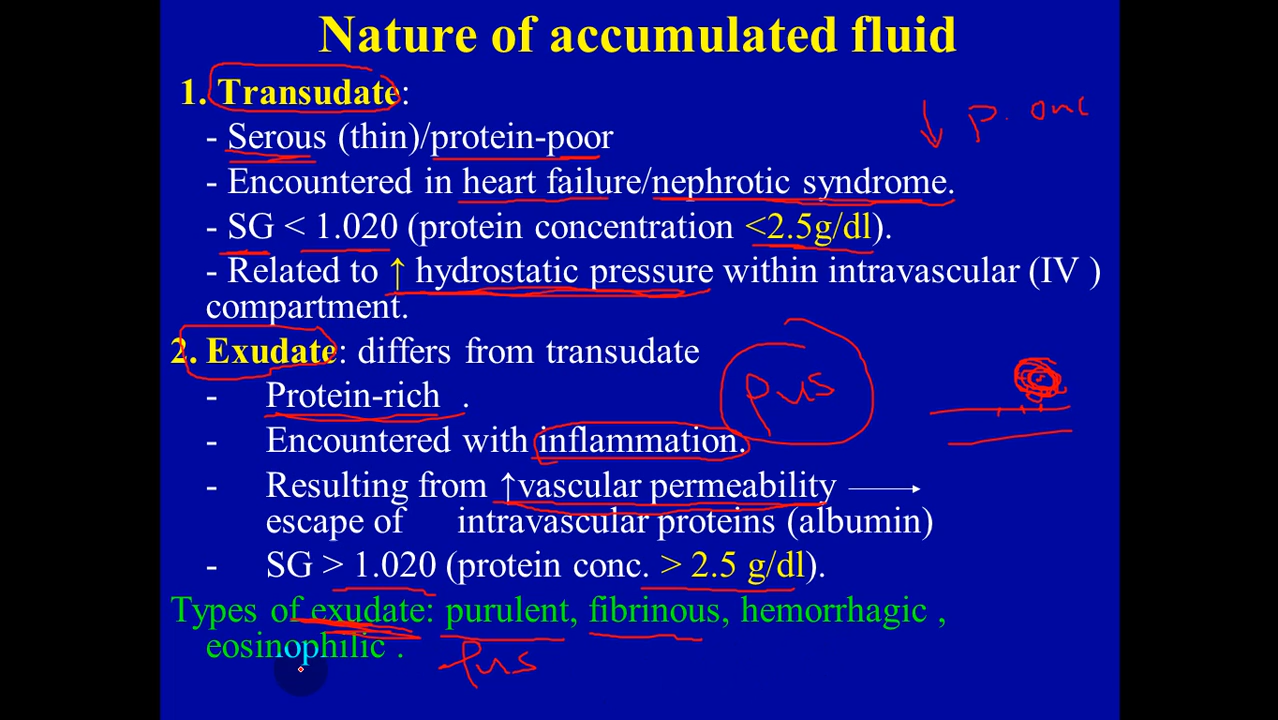 Nature of accumulated fluid
1. Transudate:
- Serous (thin)/protein-poor
↓ p. onc
- Encountered in heart failure/nephrotic syndrome.
- SG < 1.020 (protein concentration <2.5g/dl).
- Related to ↑ hydrostatic pressure within intravascular (IV )
compartment.
2. Exudate: differs from transudate
- Protein-rich .
pus
- Encountered with inflammation.
- Resulting from ↑vascular permeability →
escape of intravascular proteins (albumin)
- SG > 1.020 (protein conc. > 2.5 g/dl).
Types of exudate: purulent, fibrinous, hemorrhagic ,
eosinophilic .
pus